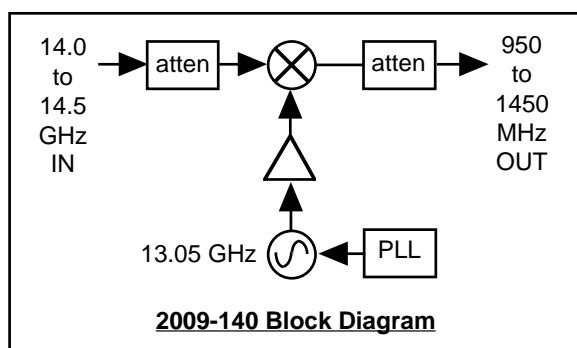 14.0
to
14.5
GHz
IN
atten
atten
950
to
1450
MHz
OUT
13.05 GHz
PLL
2009-140 Block Diagram